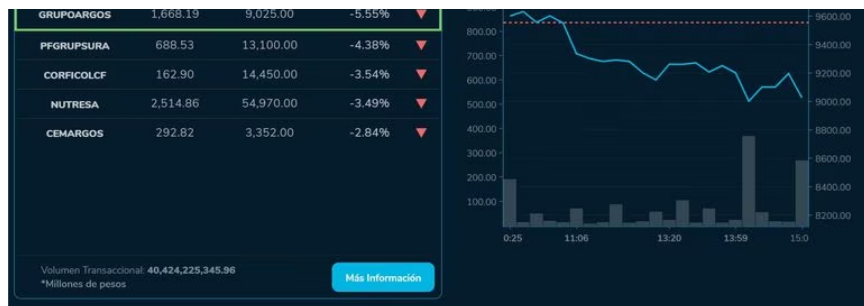 GRUPOARGOS 1,668.19 9,025.00 -5.55% ▼
PFGRUPSURA 688.53 13,100.00 -4.38% ▼
CORFICOLCF 162.90 14,450.00 -3.54% ▼
NUTRESA 2,514.86 54,970.00 -3.49% ▼
CEMARGOS 292.82 3,352.00 -2.84% ▼
Volumen Transaccional: 40,424,225,345.96
*Millones de pesos
Más Información
900.00
800.00
700.00
600.00
500.00
400.00
300.00
200.00
100.00
9600.00
9400.00
9200.00
9000.00
8800.00
8600.00
8400.00
8200.00
0:25 11:06 13:20 13:59 15:0